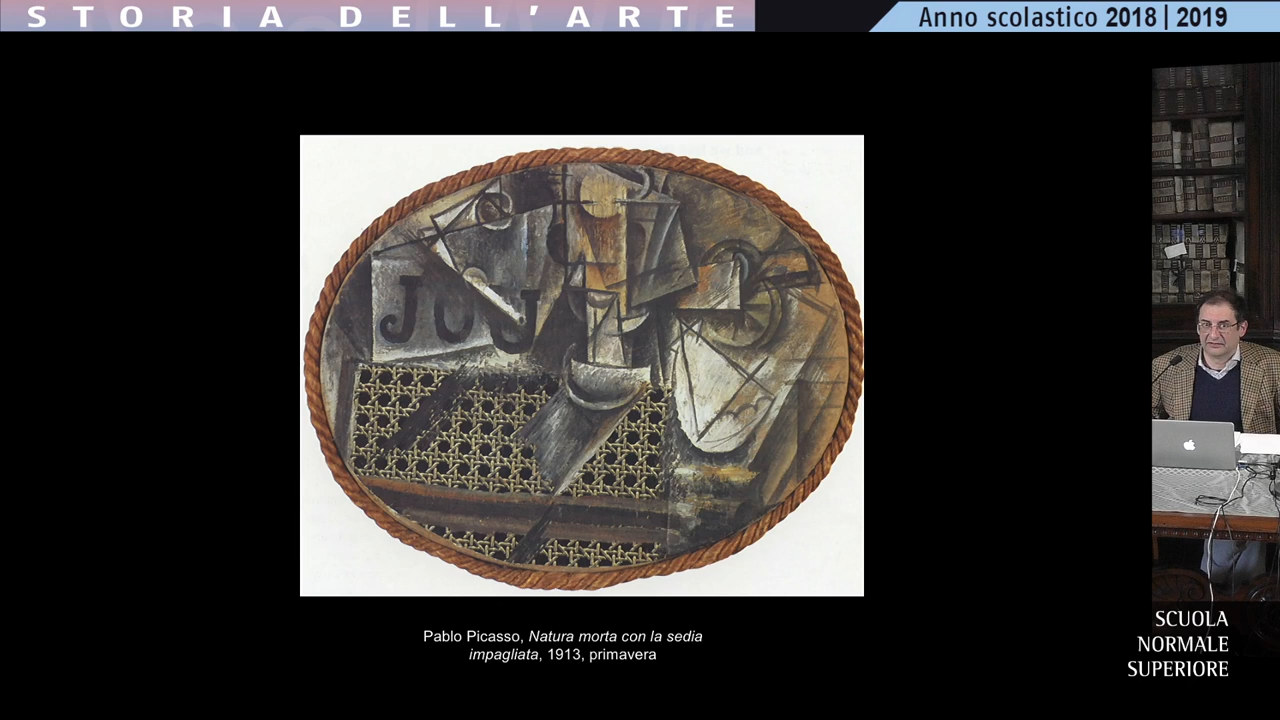 STORIA DELL'ARTE
Anno scolastico 2018 | 2019
JOU
Pablo Picasso, Natura morta con la sedia
impagliata, 1913, primavera
SCUOLA
NORMALE
SUPERIORE